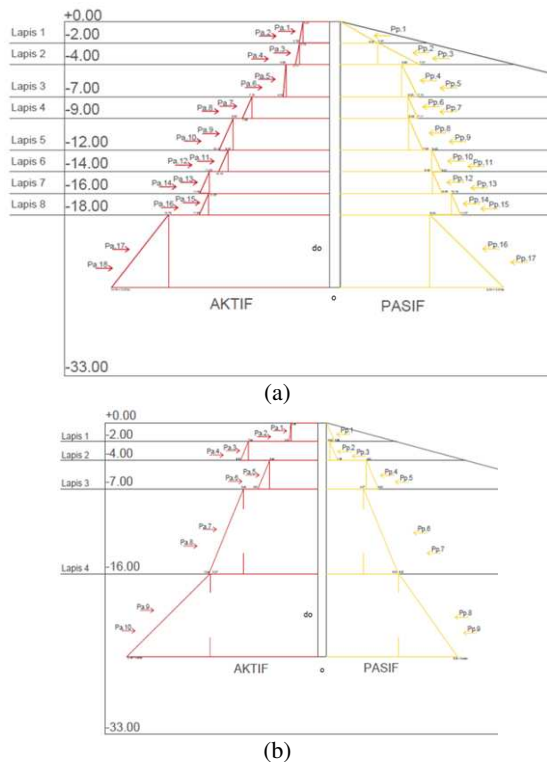 +0.00
Lapis 1
-2.00
Pa.1
Pa.2
Pp.1
Lapis 2
-4.00
Pa.3
Pa.4
Pp.2
Pp.3
Lapis 3
-7.00
Pa.5
Pa.6
Pp.4
Pp.5
Lapis 4
-9.00
Pa.7
Pa.8
Pp.6
Pp.7
Lapis 5
-12.00
Pa.9
Pa.10
Pp.8
Pp.9
Lapis 6
-14.00
Pa.11
Pa.12
Pp.10
Pp.11
Lapis 7
-16.00
Pa.13
Pa.14
Pp.12
Pp.13
Lapis 8
-18.00
Pa.15
Pa.16
Pp.14
Pp.15
Pa.17
Pa.18
do
Pp.16
Pp.17
o
AKTIF
PASIF
-33.00
(a)
+0.00
Lapis 1
-2.00
Pa.1
Pa.2
Pp.1
Lapis 2
-4.00
Pa.3
Pa.4
Pp.2
Pp.3
Lapis 3
-7.00
Pa.5
Pa.6
Pp.4
Pp.5
Pa.7
Pa.8
Pp.6
Pp.7
Lapis 4
-16.00
Pa.9
Pa.10
do
Pp.8
Pp.9
AKTIF
o
PASIF
-33.00
(b)